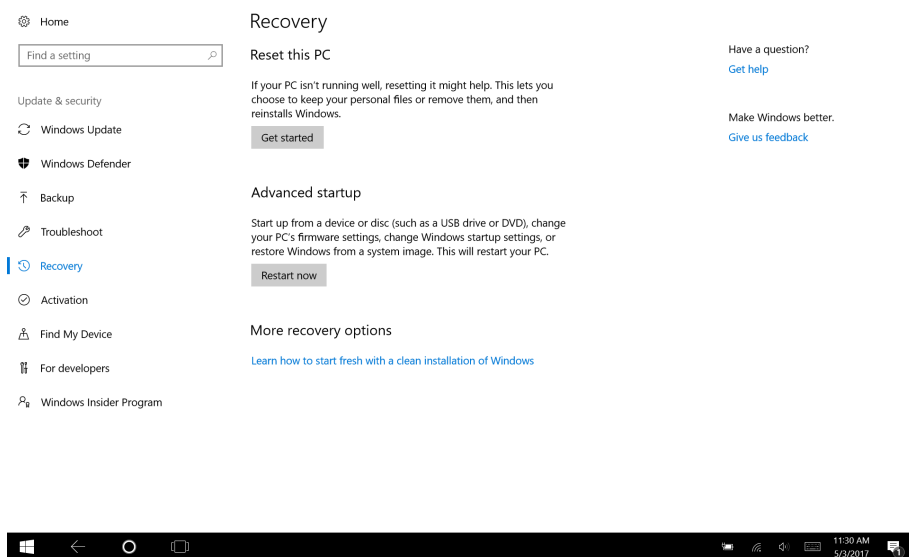 Home
Find a setting
Update & security
Windows Update
Windows Defender
Backup
Troubleshoot
Recovery
Activation
Find My Device
For developers
Windows Insider Program
Recovery
Reset this PC
If your PC isn't running well, resetting it might help. This lets you
choose to keep your personal files or remove them, and then
reinstalls Windows.
Get started
Advanced startup
Start up from a device or disc (such as a USB drive or DVD), change
your PC's firmware settings, change Windows startup settings, or
restore Windows from a system image. This will restart your PC.
Restart now
More recovery options
Learn how to start fresh with a clean installation of Windows
Have a question?
Get help
Make Windows better.
Give us feedback
11:30 AM
5/3/2017
1